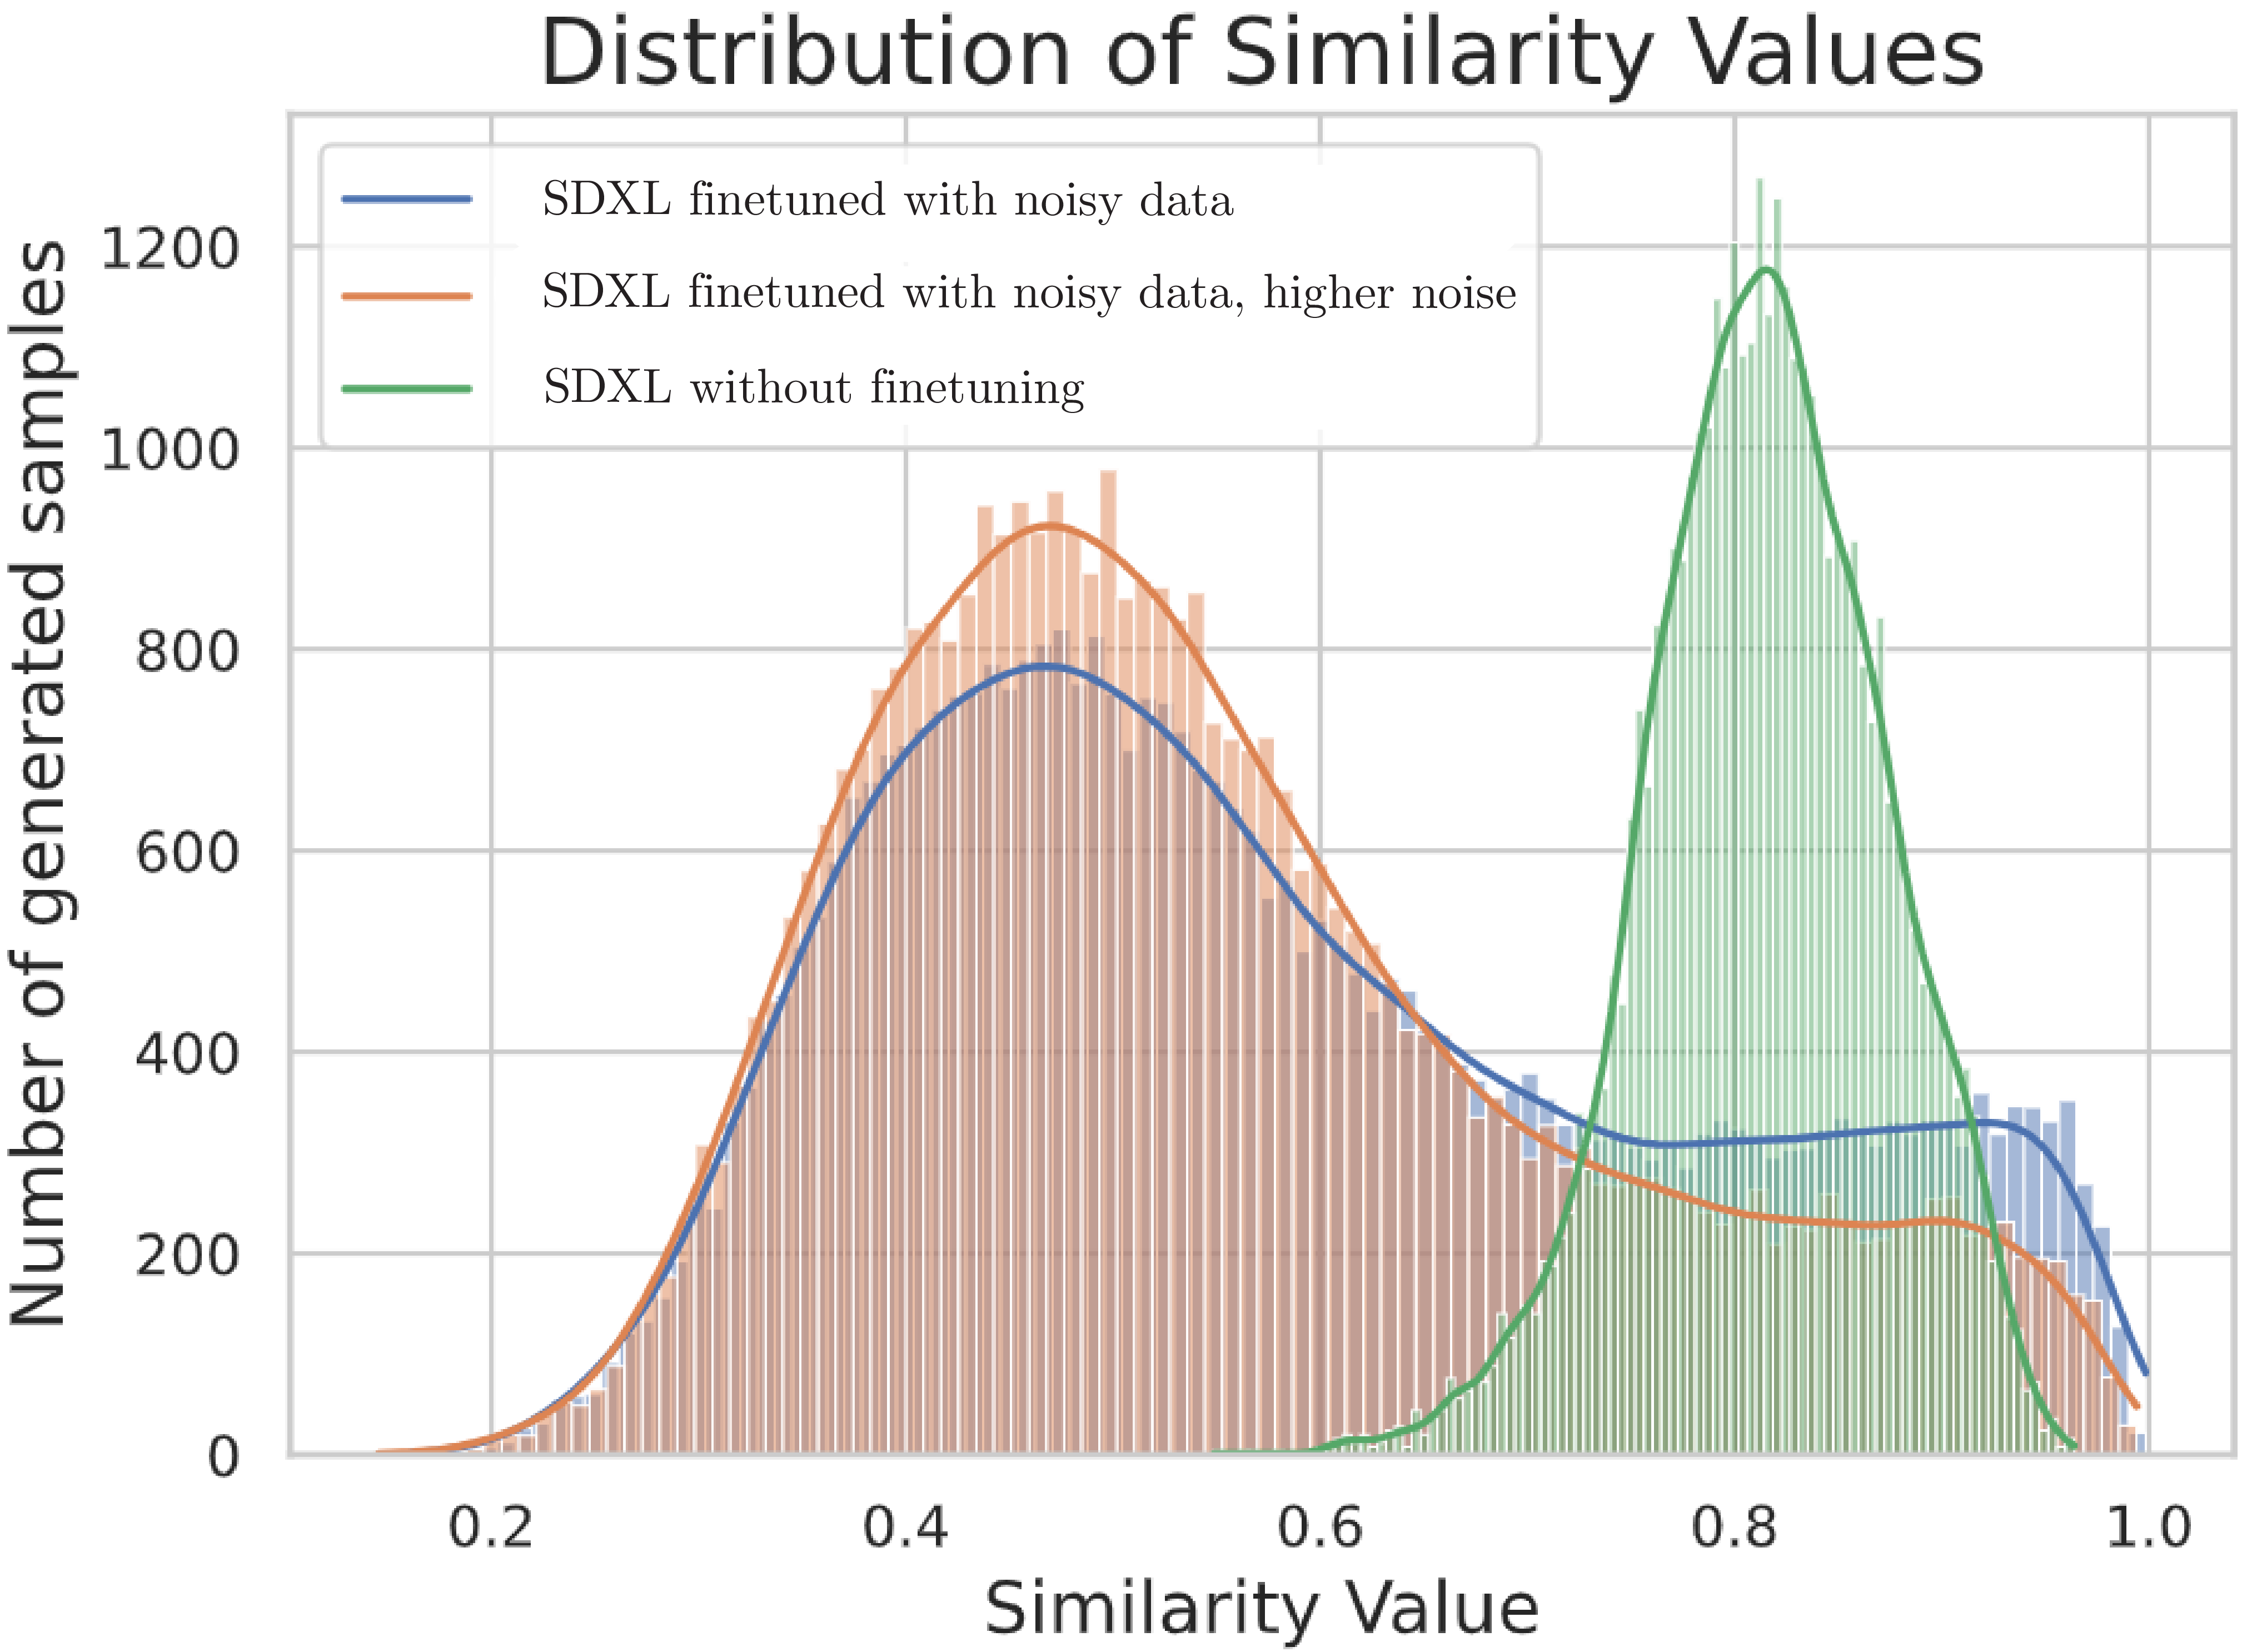 Distribution of Similarity Values
SDXL finetuned with noisy data
SDXL finetuned with noisy data, higher noise
SDXL without finetuning
Number of generated samples
1200
1000
800
600
400
200
0
0.2 0.4 0.6 0.8 1.0
Similarity Value